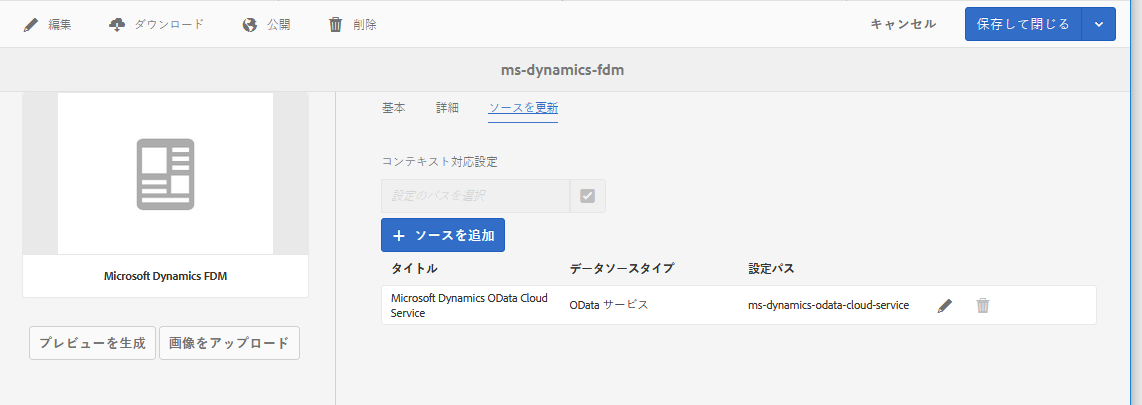 編集 ダウンロード 公開 削除 キャンセル 保存して閉じる
ms-dynamics-fdm
基本 詳細 ソースを更新
コンテキスト対応設定
設定のパスを選択
+ ソースを追加
タイトル データソースタイプ 設定パス
Microsoft Dynamics OData Cloud
Service
OData サービス
ms-dynamics-odata-cloud-service
Microsoft Dynamics FDM
プレビューを生成 画像をアップロード